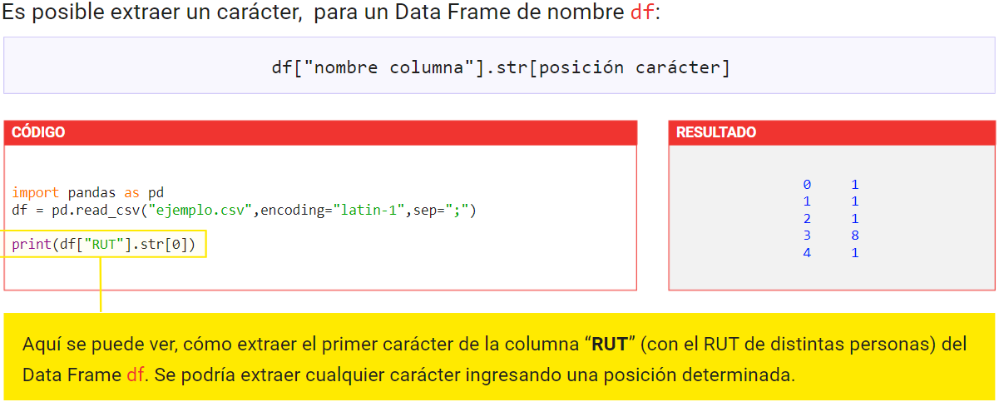 Es posible extraer un carácter, para un Data Frame de nombre df:
df["nombre columna"].str[posición carácter]
CÓDIGO
import pandas as pd
df = pd.read_csv("ejemplo.csv",encoding="latin-1",sep=";")
print(df["RUT"].str[0])
RESULTADO
0 1
1 1
2 1
3 8
4 1
Aquí se puede ver, cómo extraer el primer carácter de la columna “RUT” (con el RUT de distintas personas) del
Data Frame df. Se podría extraer cualquier carácter ingresando una posición determinada.